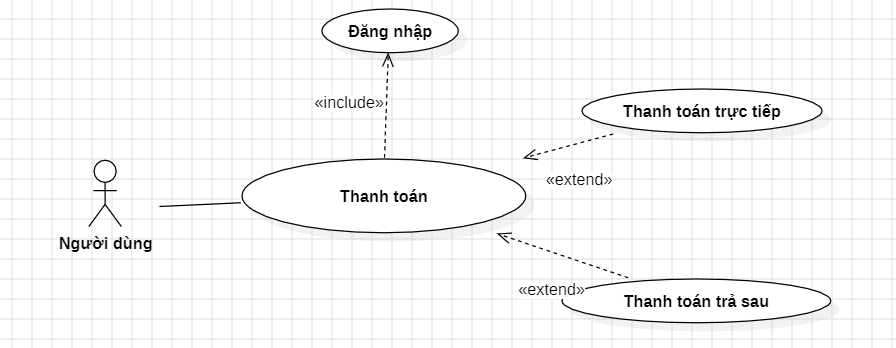 Đăng nhập
«include»
Thanh toán trực tiếp
«extend»
Thanh toán
Người dùng
«extend»
Thanh toán trả sau